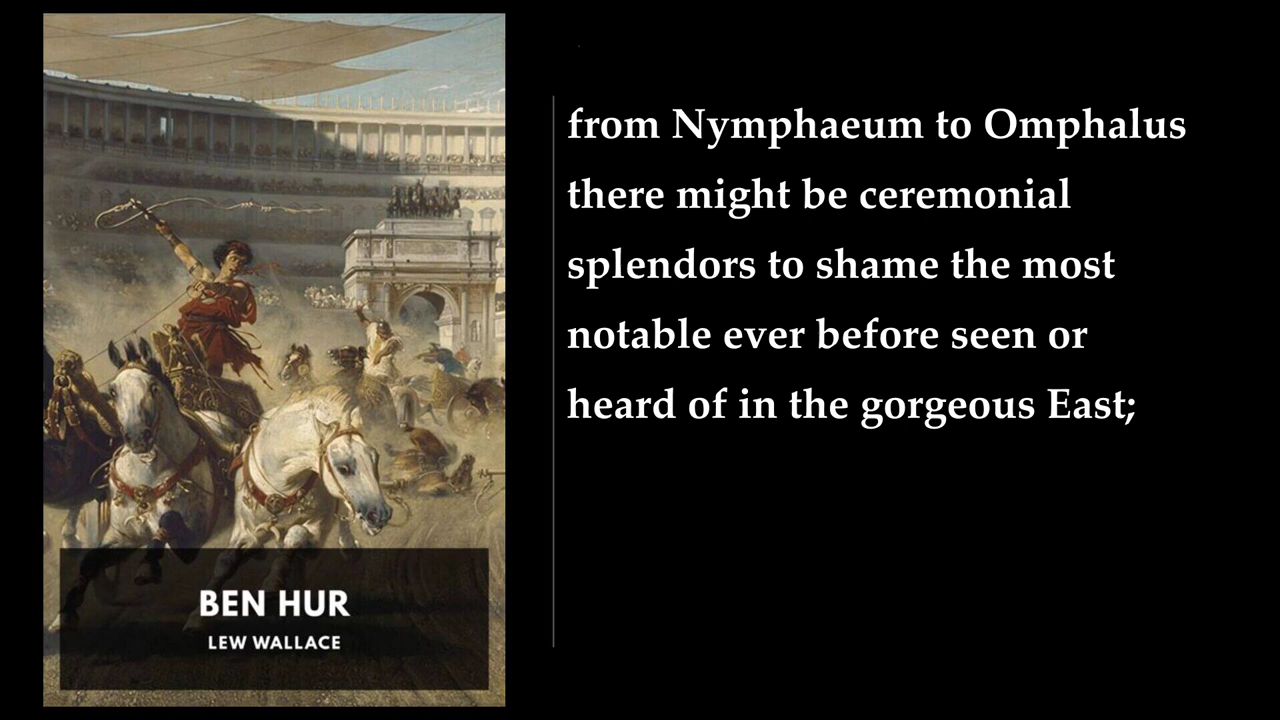 from Nymphaeum to Omphalus
there might be ceremonial
splendors to shame the most
notable ever before seen or
heard of in the gorgeous East;
BEN HUR
LEW WALLACE